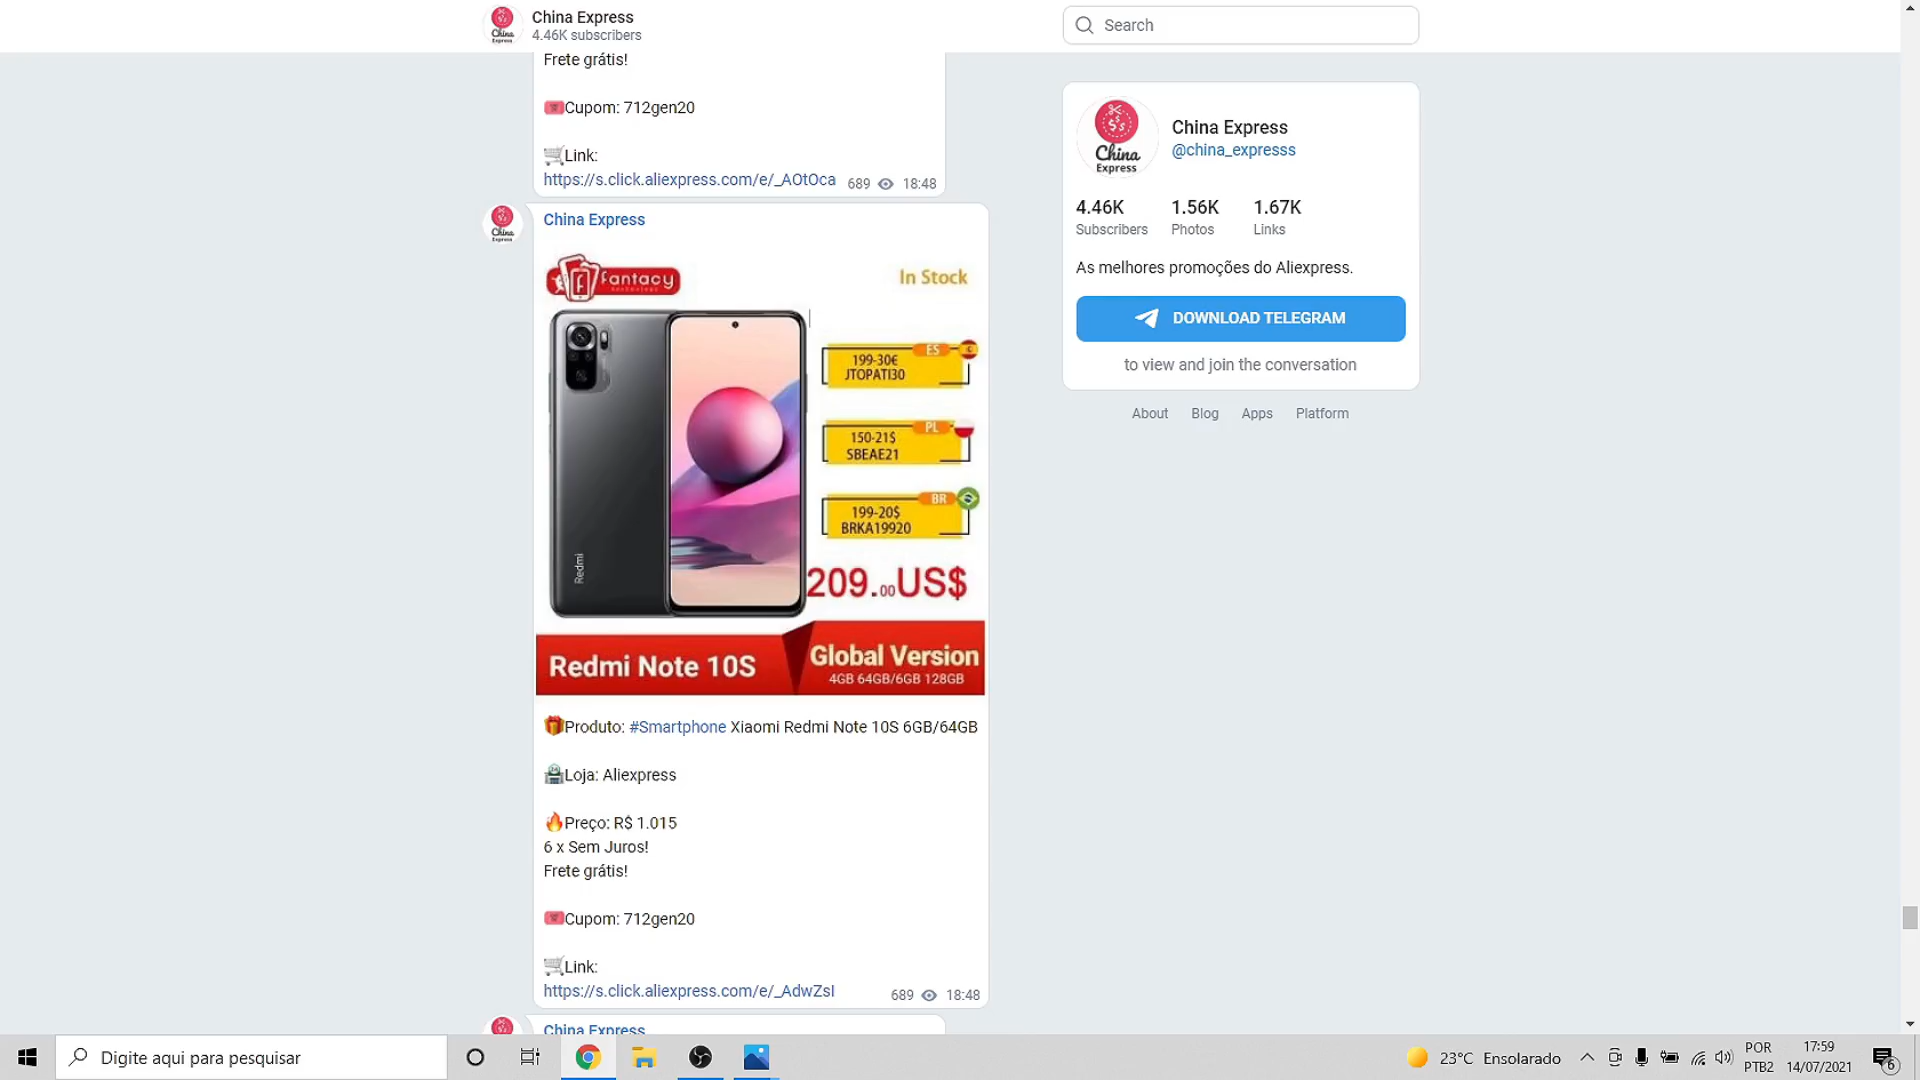 China Express
4.46K subscribers
Search
Frete grátis!
Cupom: 712gen20
Link:
https://s.click.aliexpress.com/e/_AOtOca 689 18:48
China Express
Fantacy
In Stock
ES
199-30€
JTOPATI30
PL
150-21$
SBEAE21
BR
199-20$
BRKA19920
Redmi
209.00US$
Redmi Note 10S
Global Version
4GB 64GB/6GB 128GB
Produto: #Smartphone Xiaomi Redmi Note 10S 6GB/64GB
Loja: Aliexpress
Preço: R$ 1.015
6 x Sem Juros!
Frete grátis!
Cupom: 712gen20
Link:
https://s.click.aliexpress.com/e/_AdwZsI 689 18:48
China Express
China Express
China Express
@china_expresss
4.46K 1.56K 1.67K
Subscribers Photos Links
As melhores promoções do Aliexpress.
DOWNLOAD TELEGRAM
to view and join the conversation
About Blog Apps Platform
Digite aqui para pesquisar
23°C Ensolarado
POR
PTB2
17:59
14/07/2021
6